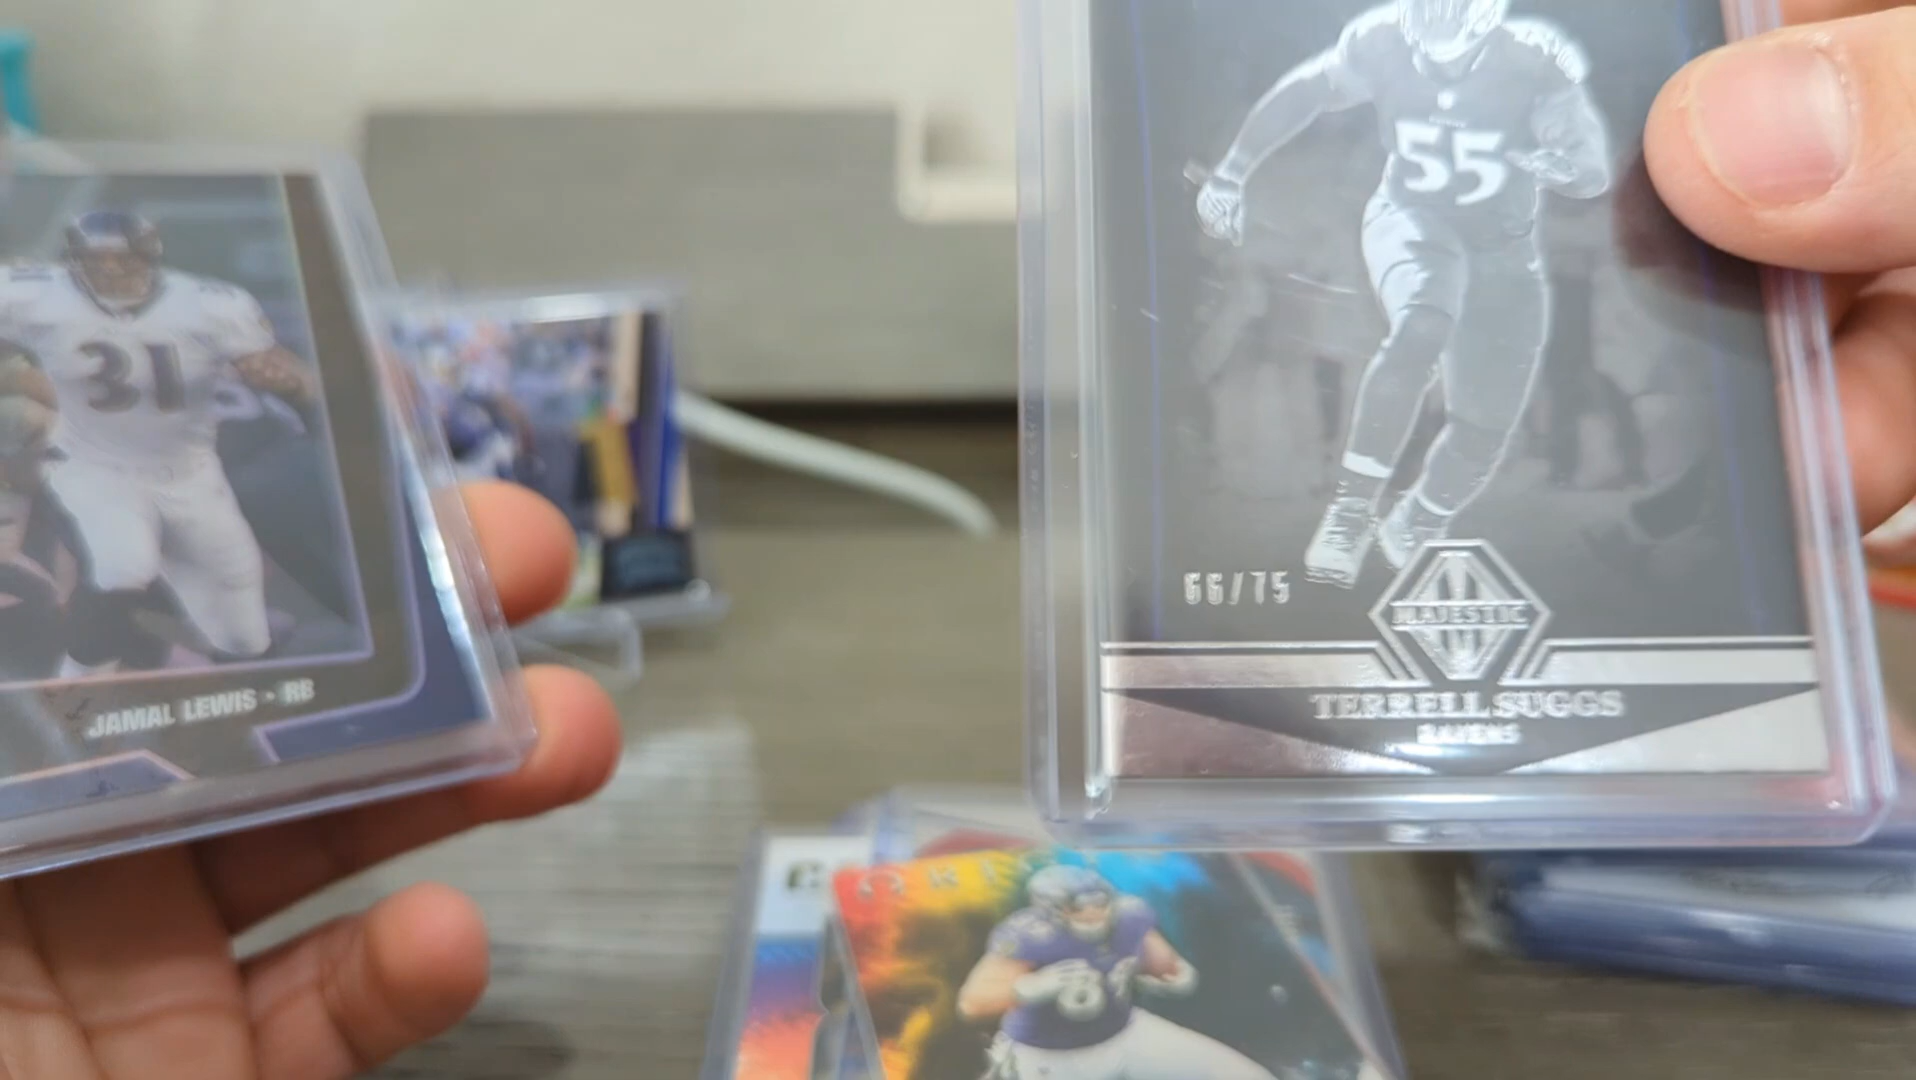 31
JAMAL LEWIS - RB
55
66/75
MAJESTIC
TERRELL SUGGS
RAVENS